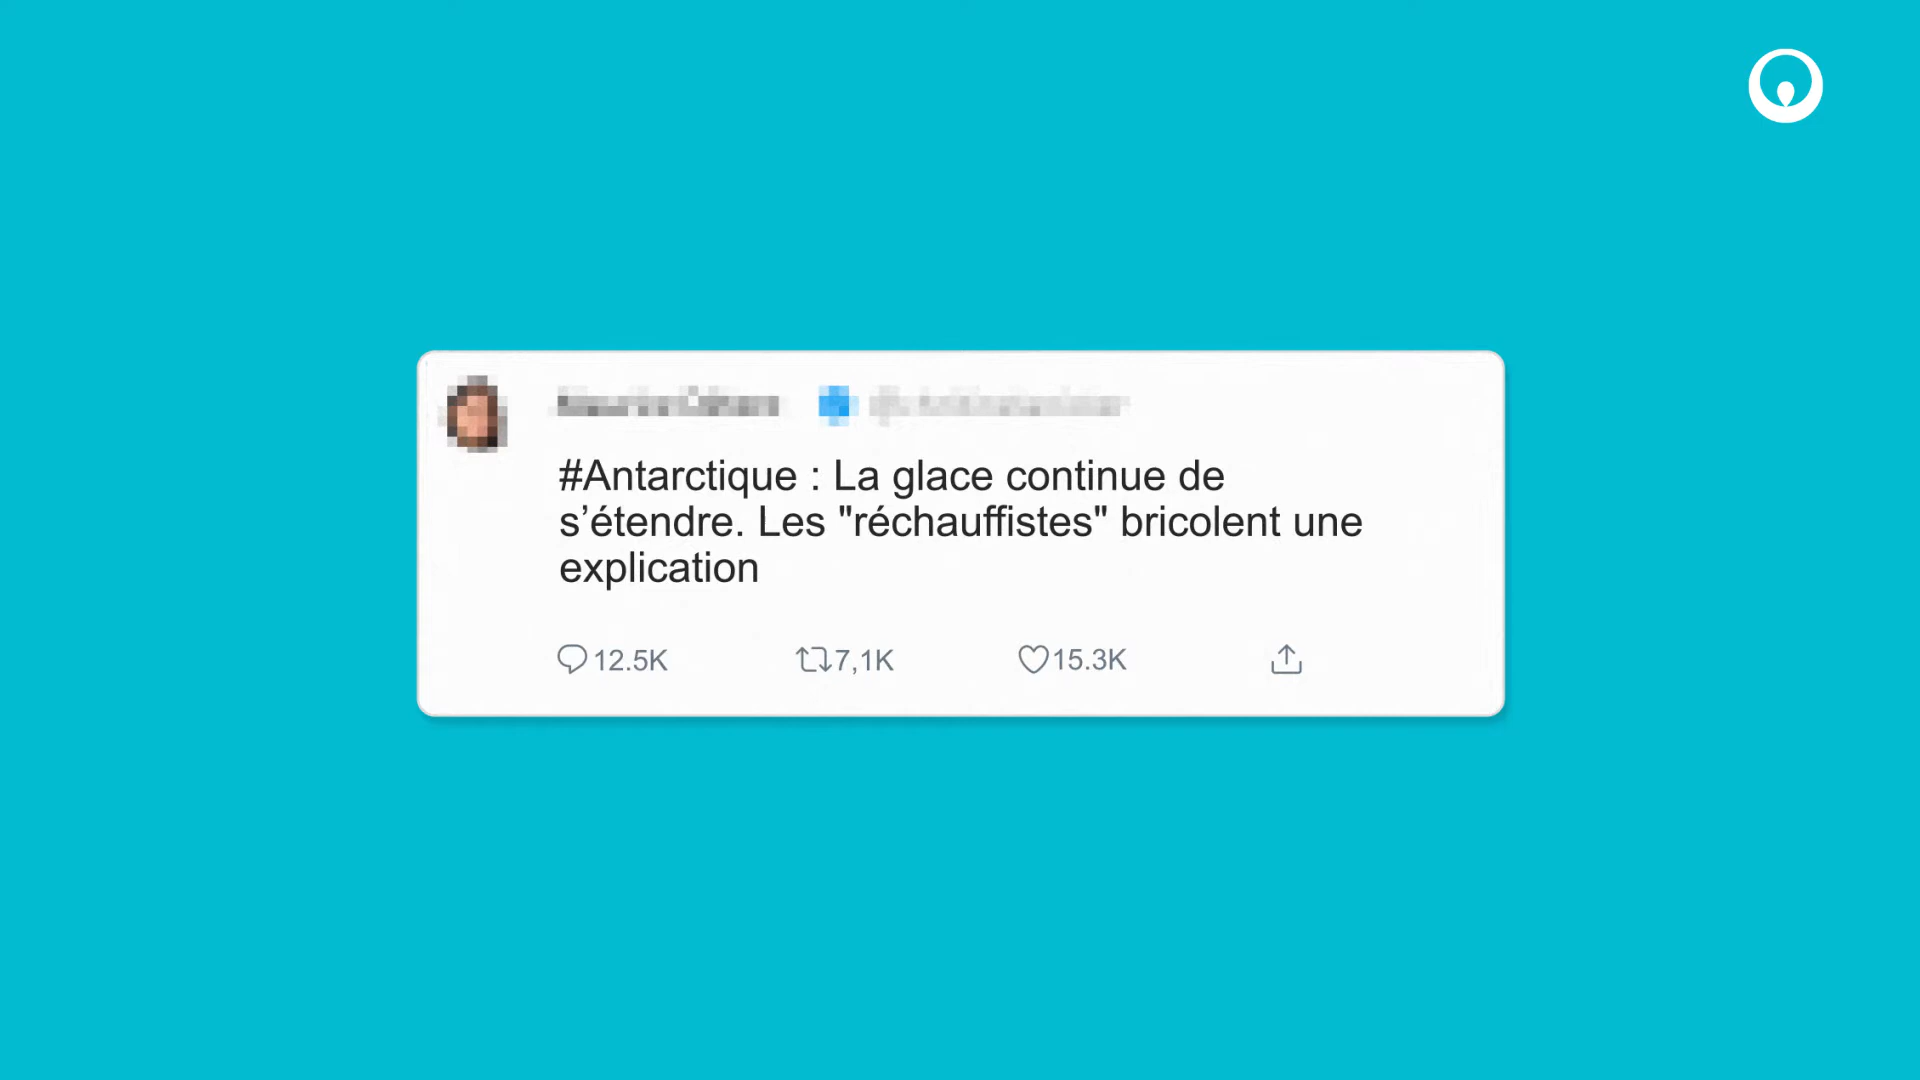 #Antarctique : La glace continue de
s’étendre. Les "réchauffistes" bricolent une
explication
12.5K 7,1K 15.3K